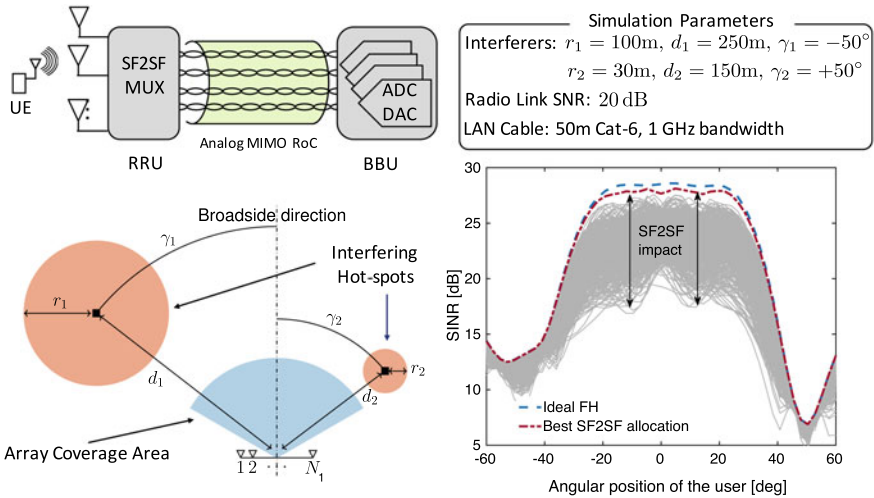 UE
SF2SF
MUX
RRU
Analog MIMO RoC
ADC
DAC
BBU
Simulation Parameters
Interferers: r₁ = 100m, d₁ = 250m, γ₁ = −50°
r₂ = 30m, d₂ = 150m, γ₂ = +50°
Radio Link SNR: 20 dB
LAN Cable: 50m Cat-6, 1 GHz bandwidth
Broadside direction
γ₁
Interfering
Hot-spots
r₁
γ₂
r₂
d₁
d₂
Array Coverage Area
1 2 ··· N₁
30
25
20
15
10
5
SINR [dB]
SF2SF
impact
Ideal FH
Best SF2SF allocation
-60 -40 -20 0 20 40 60
Angular position of the user [deg]